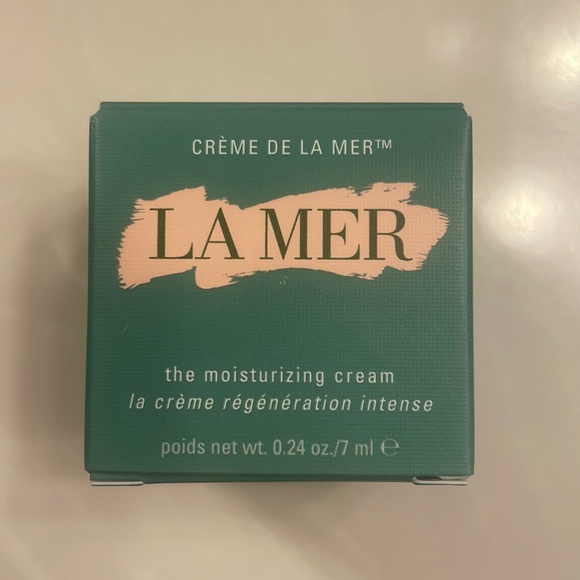 CRÈME DE LA MER™
LA MER
the moisturizing cream
la crème régénération intense
poids net wt. 0.24 oz./7 ml ℮